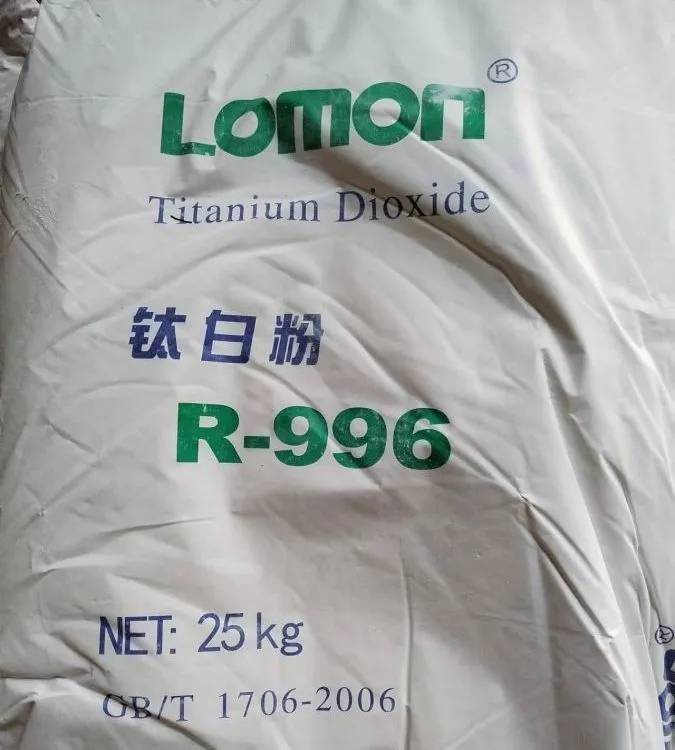 LOMON®
Titanium Dioxide
钛白粉
R-996
NET: 25kg
GB/T 1706-2006
®